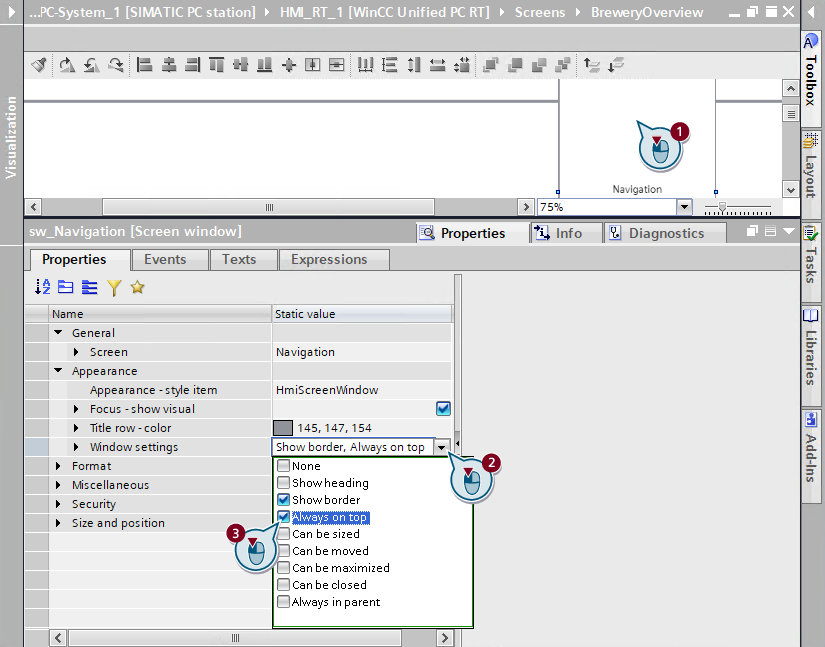 ...PC-System_1 [SIMATIC PC station] HMI_RT_1 [WinCC Unified PC RT] Screens BreweryOverview
Toolbox
Visualization
1
Layout
Navigation
75%
sw_Navigation [Screen window]
Properties Info Diagnostics
Properties Events Texts Expressions
Tasks
Name Static value
General
Screen Navigation
Libraries
Appearance
Appearance - style item HmiScreenWindow
Focus - show visual
Title row - color 145, 147, 154
Window settings Show border, Always on top
Add-Ins
2
Format
Miscellaneous
Security
Size and position
None
Show heading
Show border
Always on top
3
Can be sized
Can be moved
Can be maximized
Can be closed
Always in parent